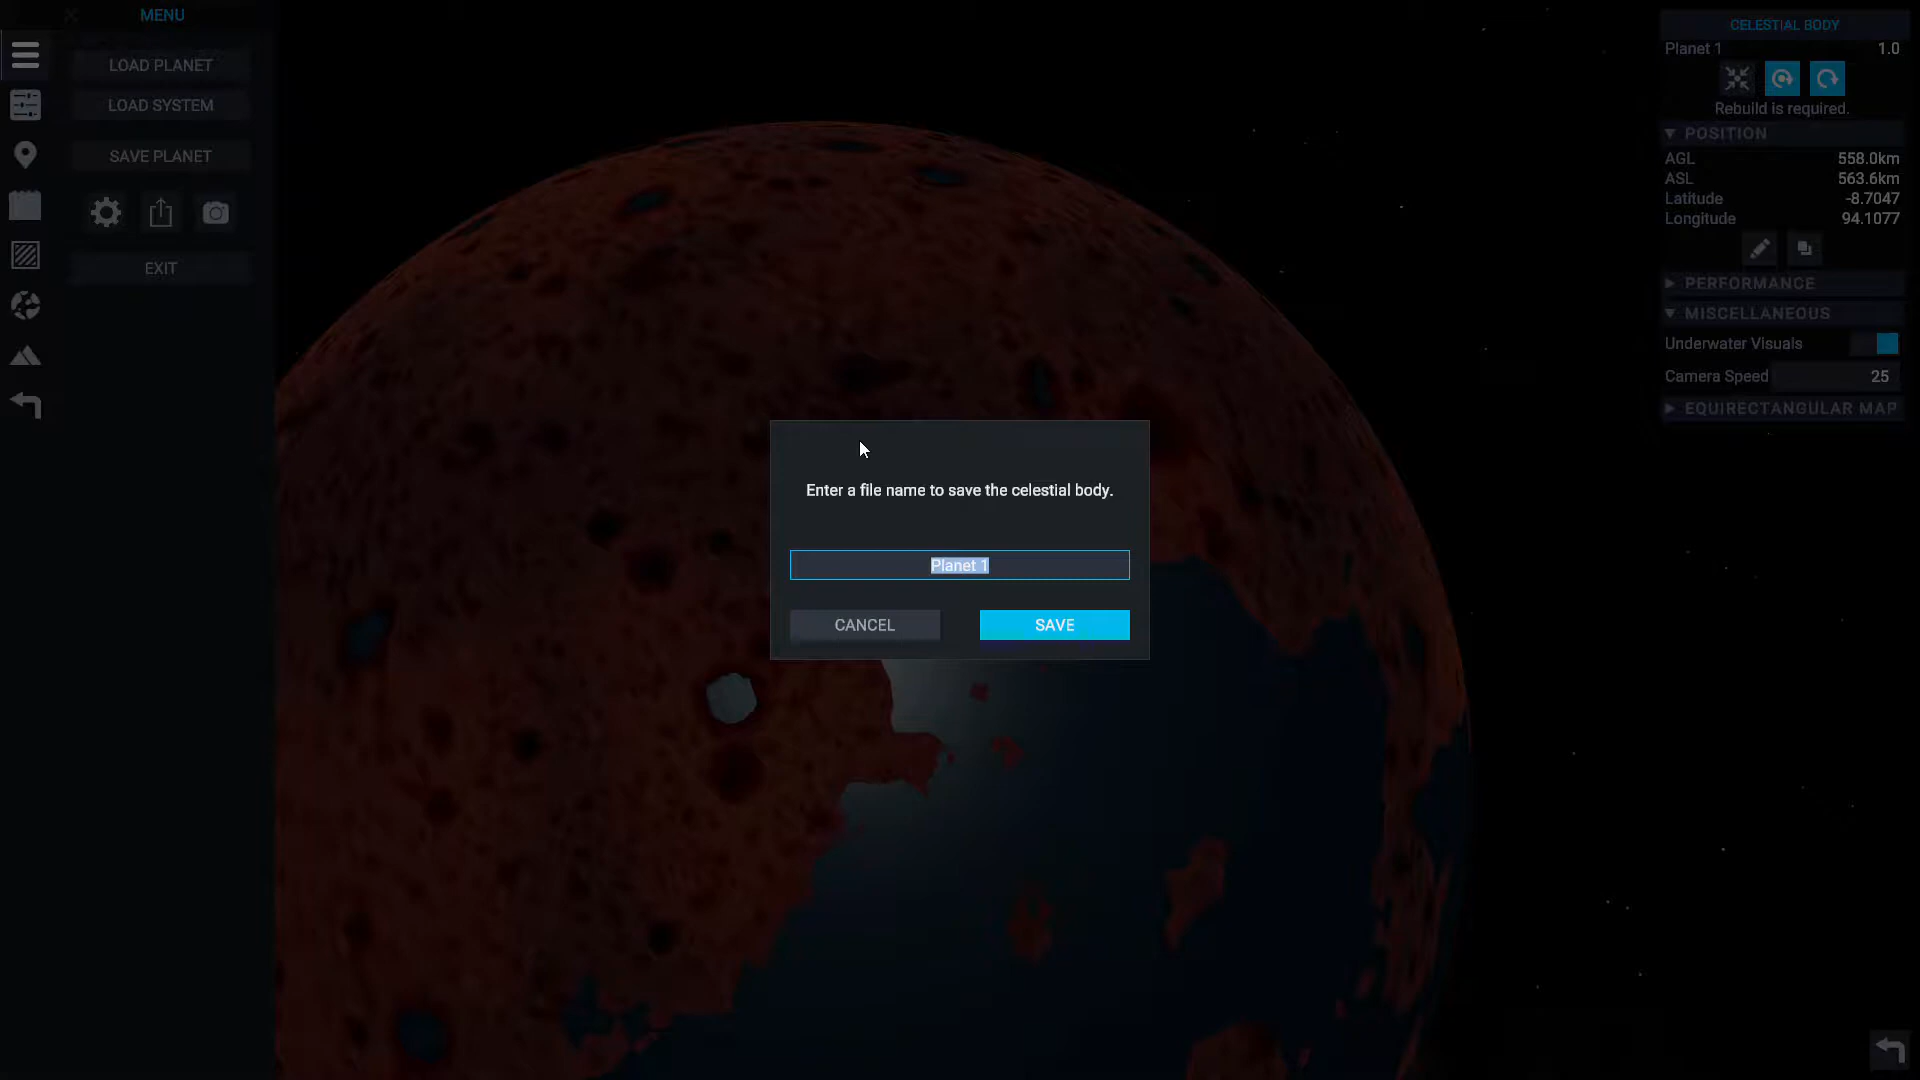 MENU
LOAD PLANET
LOAD SYSTEM
SAVE PLANET
EXIT
Enter a file name to save the celestial body.
Planet 1
CANCEL
SAVE
CELESTIAL BODY
Planet 1 1.0
Rebuild is required.
POSITION
AGL 558.0km
ASL 563.6km
Latitude -8.7047
Longitude 94.1077
PERFORMANCE
MISCELLANEOUS
Underwater Visuals
Camera Speed 25
EQUIRECTANGULAR MAP